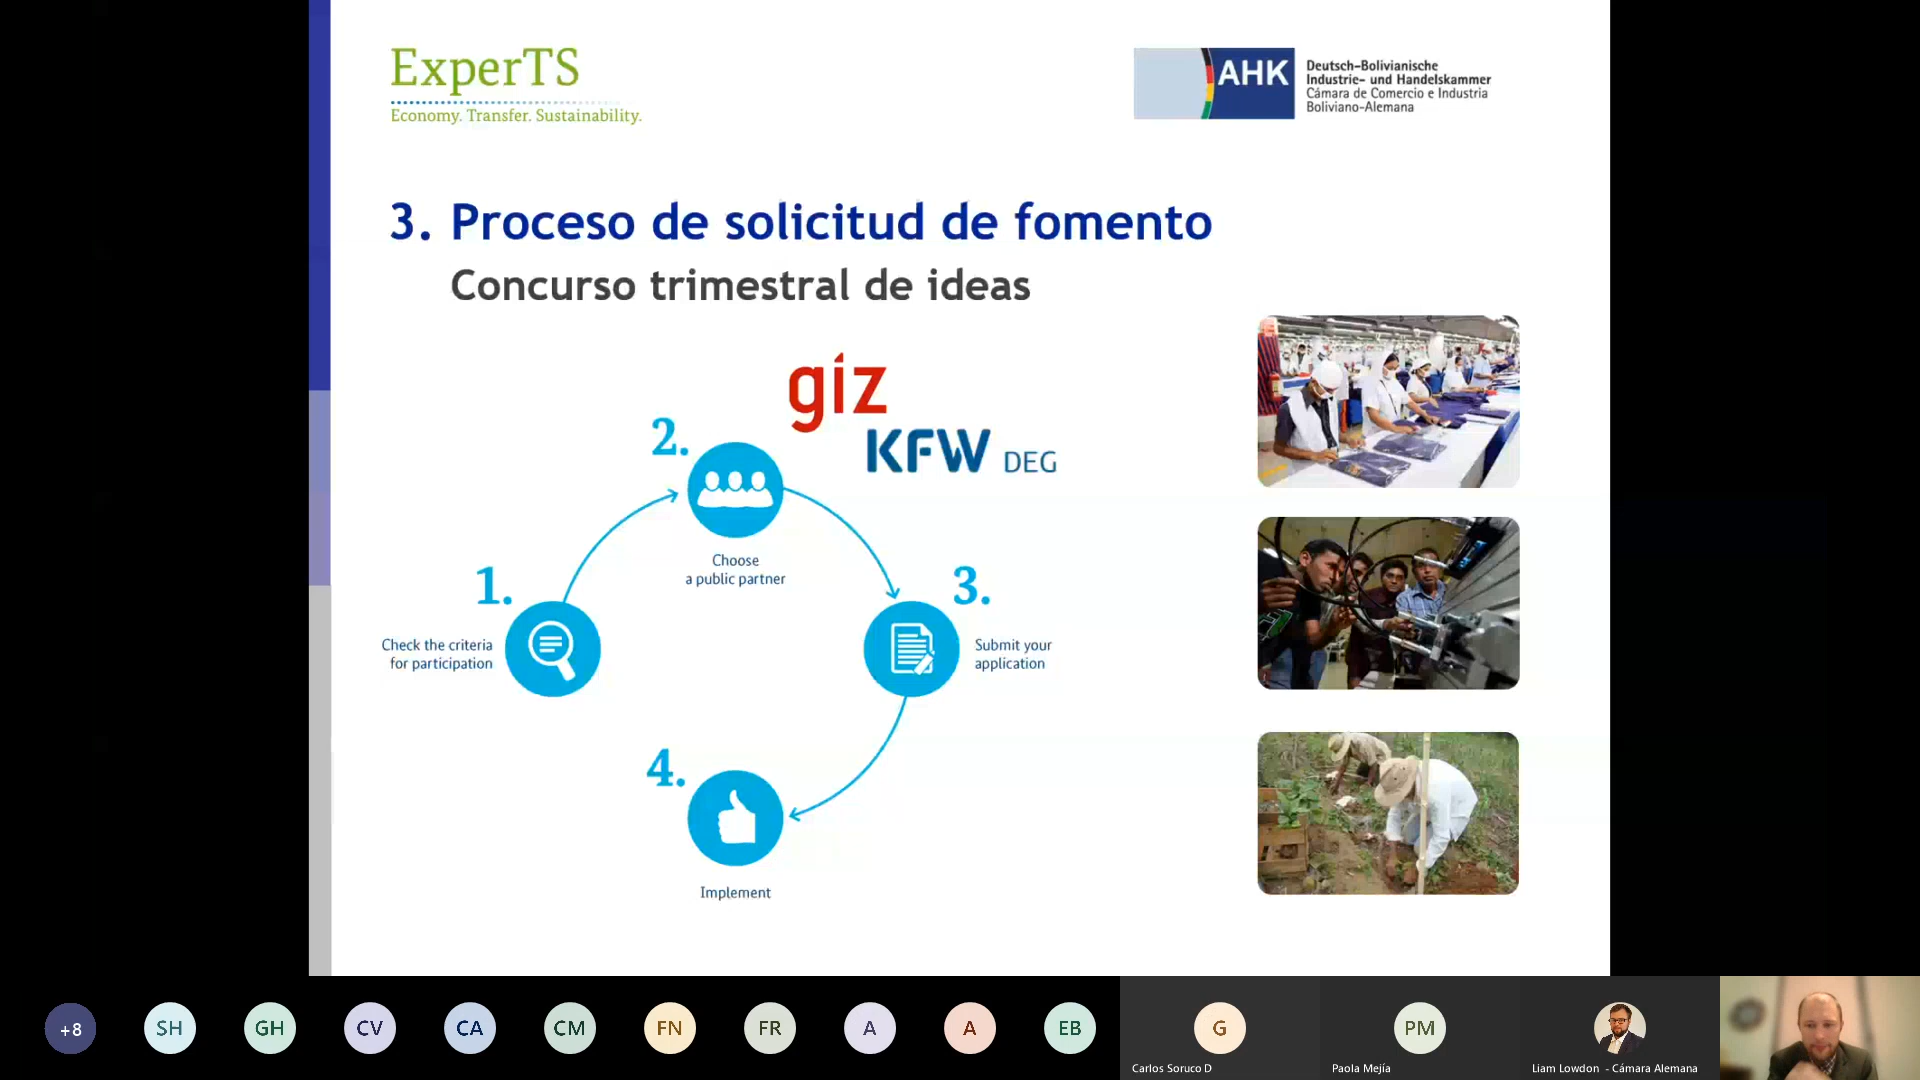 ExperTS
Economy. Transfer. Sustainability.
AHK
Deutsch-Bolivianische
Industrie- und Handelskammer
Cámara de Comercio e Industria
Boliviano-Alemana
3. Proceso de solicitud de fomento
Concurso trimestral de ideas
giz
KFW DEG
2.
Choose
a public partner
1.
Check the criteria
for participation
3.
Submit your
application
4.
Implement
+8
SH
GH
CV
CA
CM
FN
FR
A
A
EB
G
Carlos Soruco D
PM
Paola Mejía
Liam Lowdon - Cámara Alemana